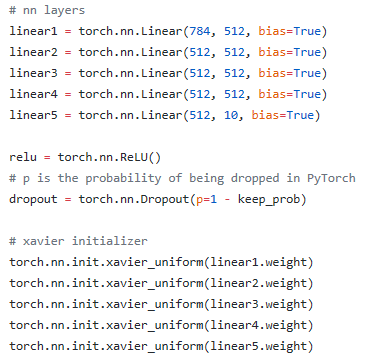 # nn layers
linear1 = torch.nn.Linear(784, 512, bias=True)
linear2 = torch.nn.Linear(512, 512, bias=True)
linear3 = torch.nn.Linear(512, 512, bias=True)
linear4 = torch.nn.Linear(512, 512, bias=True)
linear5 = torch.nn.Linear(512, 10, bias=True)
relu = torch.nn.ReLU()
# p is the probability of being dropped in PyTorch
dropout = torch.nn.Dropout(p=1 - keep_prob)
# xavier initializer
torch.nn.init.xavier_uniform(linear1.weight)
torch.nn.init.xavier_uniform(linear2.weight)
torch.nn.init.xavier_uniform(linear3.weight)
torch.nn.init.xavier_uniform(linear4.weight)
torch.nn.init.xavier_uniform(linear5.weight)